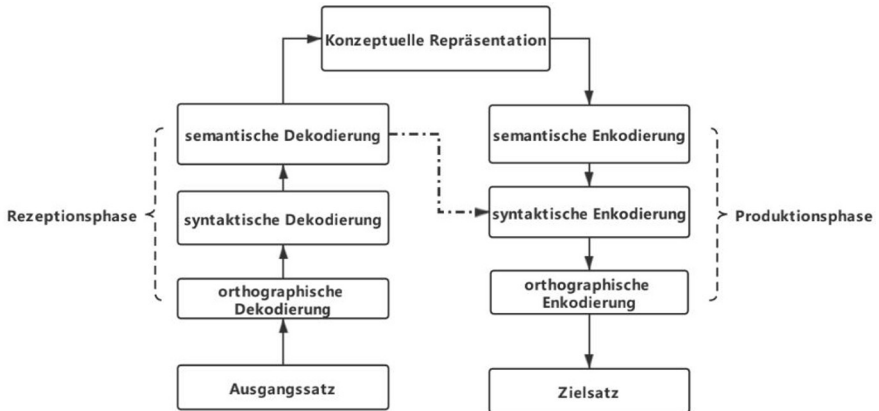 Konzeptuelle Repräsentation
semantische Dekodierung
semantische Enkodierung
Rezeptionsphase
syntaktische Dekodierung
syntaktische Enkodierung
Produktionsphase
orthographische
Dekodierung
orthographische
Enkodierung
Ausgangssatz
Zielsatz